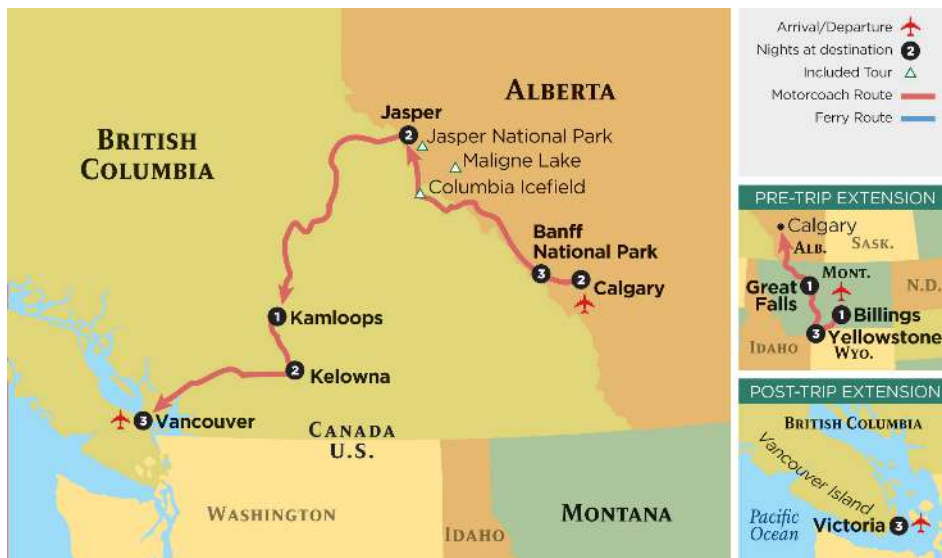 BRITISH
COLUMBIA
ALBERTA
Jasper
2
Jasper National Park
Maligne Lake
Columbia Icefield
Banff
National Park
3
2
Calgary
1
Kamloops
2
Kelowna
3
Vancouver
CANADA
U.S.
WASHINGTON
IDAHO
MONTANA
Arrival/Departure
Nights at destination 2
Included Tour
Motorcoach Route
Ferry Route
PRE-TRIP EXTENSION
Calgary
ALB.
SASK.
MONT.
N.D.
Great
Falls
1
1
Billings
3
Yellowstone
IDAHO
WYO.
POST-TRIP EXTENSION
BRITISH COLUMBIA
Vancouver Island
Pacific
Ocean
Victoria 3